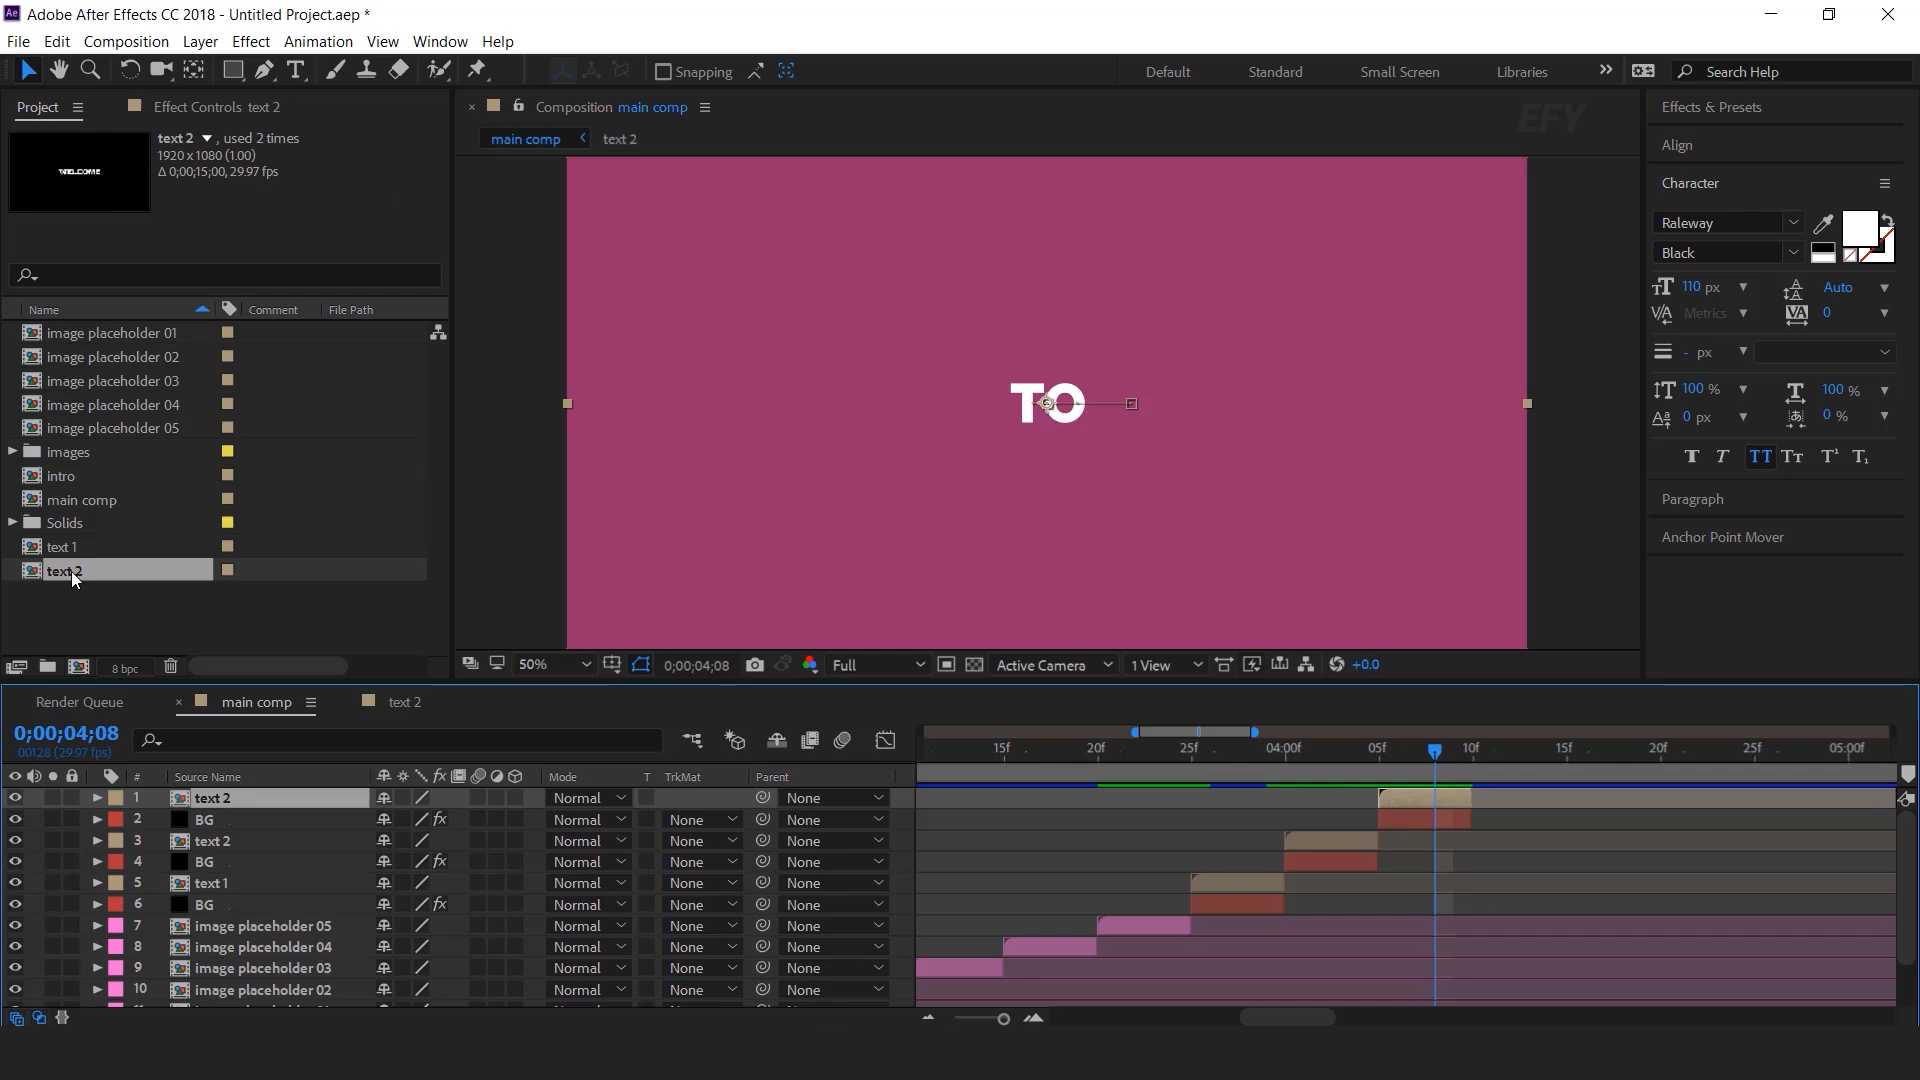 Ae Adobe After Effects CC 2018 - Untitled Project.aep *
File Edit Composition Layer Effect Animation View Window Help
Snapping Default Standard Small Screen Libraries Search Help
Project Effect Controls text 2
text 2 , used 2 times
1920 x 1080 (1.00)
Δ 0;00;15;00, 29.97 fps
WELCOME
Name Comment File Path
image placeholder 01
image placeholder 02
image placeholder 03
image placeholder 04
image placeholder 05
images
intro
main comp
Solids
text 1
text 2
8 bpc
Composition main comp
main comp text 2
EFY
TO
50% 0;00;04;08 Full Active Camera 1 View +0.0
Effects & Presets
Align
Character
Raleway
Black
110 px Auto
Metrics 0
- px
100 % 100 %
0 px 0 %
T T TT Tt T¹ T₁
Paragraph
Anchor Point Mover
Render Queue main comp text 2
0;00;04;08
00128 (29.97 fps)
15f 20f 25f 04:00f 05f 10f 15f 20f 25f 05:00f
# Source Name fx Mode T TrkMat Parent
1 text 2 Normal None
2 BG fx Normal None None
3 text 2 Normal None None
4 BG fx Normal None None
5 text 1 Normal None None
6 BG fx Normal None None
7 image placeholder 05 Normal None None
8 image placeholder 04 Normal None None
9 image placeholder 03 Normal None None
10 image placeholder 02 Normal None None